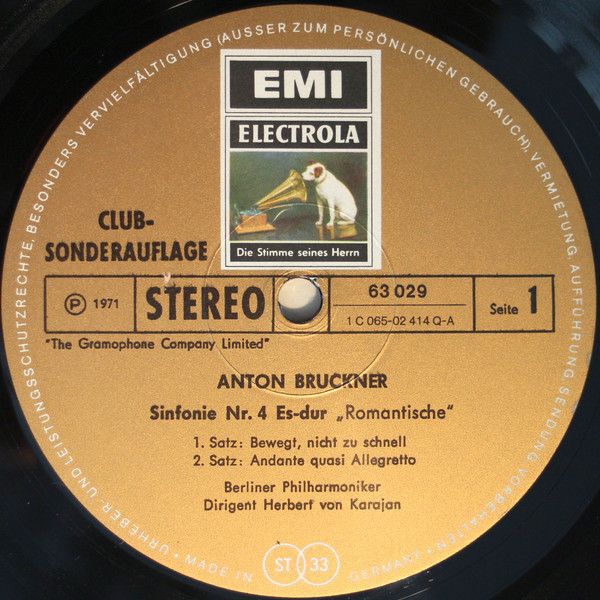 EMI
ELECTROLA
Die Stimme seines Herrn
CLUB-
SONDERAUFLAGE
Ⓟ 1971
STEREO
63 029
1 C 065-02 414 Q-A
Seite 1
"The Gramophone Company Limited"
ANTON BRUCKNER
Sinfonie Nr. 4 Es-dur „Romantische“
1. Satz: Bewegt, nicht zu schnell
2. Satz: Andante quasi Allegretto
Berliner Philharmoniker
Dirigent Herbert von Karajan
URHEBER- UND LEISTUNGSSCHUTZRECHTE, BESONDERS VERVIELFÄLTIGUNG (AUSSER ZUM PERSÖNLICHEN GEBRAUCH), VERMIETUNG, AUFFÜHRUNG, SENDUNG VORBEHALTEN •
MADE IN
ST 33
GERMANY •